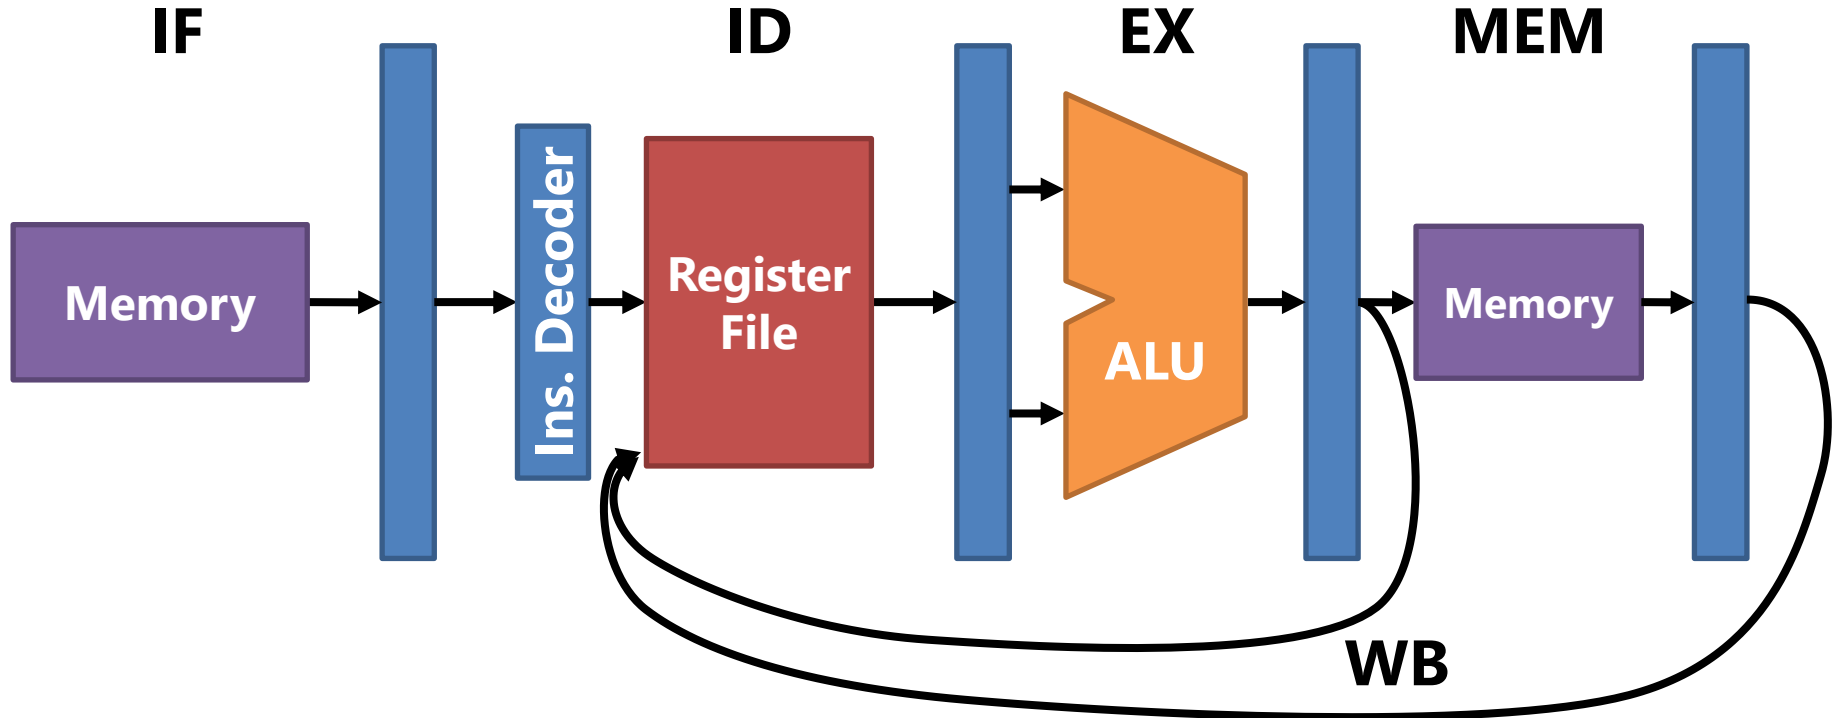 IF
ID
EX
MEM
Memory
Ins. Decoder
Register
File
ALU
Memory
WB